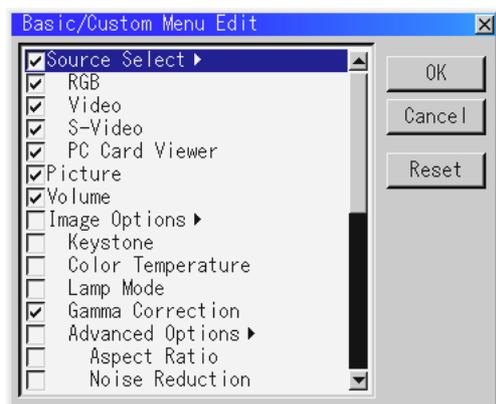 Basic/Custom Menu Edit
Source Select
RGB
Video
S-Video
PC Card Viewer
Picture
Volume
Image Options
Keystone
Color Temperature
Lamp Mode
Gamma Correction
Advanced Options
Aspect Ratio
Noise Reduction
OK
Cancel
Reset